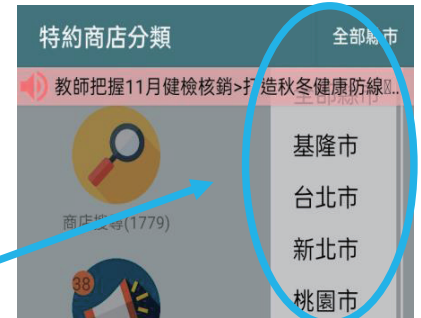 特約商店分類 全部縣市
教師把握11月健檢核銷>打造秋冬健康防線...
全部縣市
基隆市
商店搜尋(1779)
台北市
新北市
38
桃園市